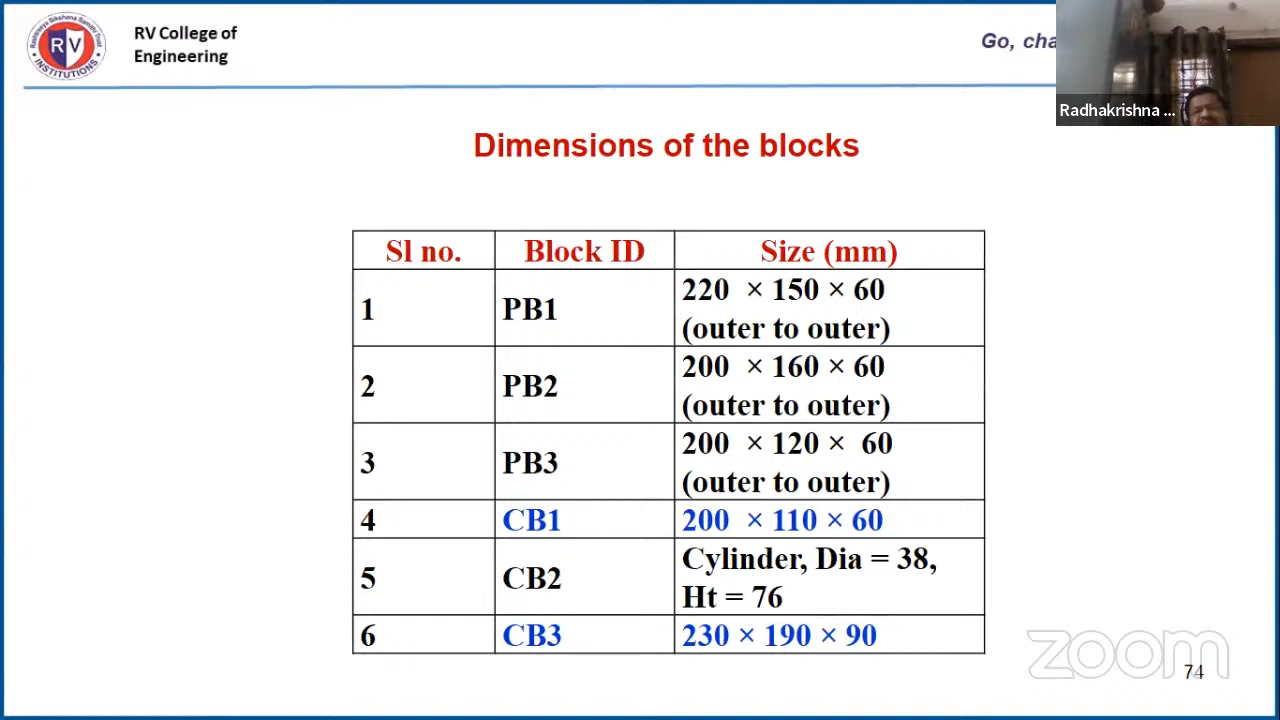 RV College of
Engineering
Go, cha
Radhakrishna ...
RV
INSTITUTIONS
Dimensions of the blocks
Sl no. Block ID Size (mm)
1 PB1 220 × 150 × 60
(outer to outer)
2 PB2 200 × 160 × 60
(outer to outer)
3 PB3 200 × 120 × 60
(outer to outer)
4 CB1 200 × 110 × 60
5 CB2 Cylinder, Dia = 38,
Ht = 76
6 CB3 230 × 190 × 90
zoom
74